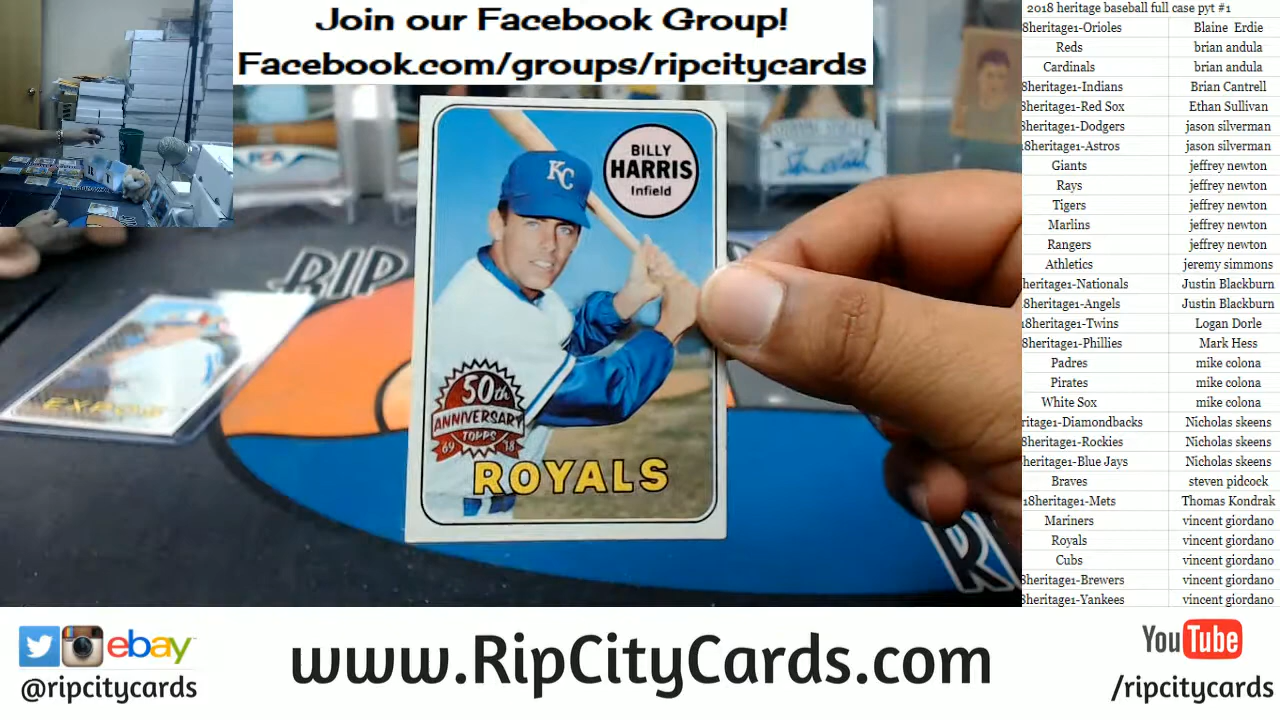 Join our Facebook Group!
Facebook.com/groups/ripcitycards
BILLY
HARRIS
Infield
KC
50th
ANNIVERSARY
TOPPS
69 18
ROYALS
RIP
EXPOS
R
2018 heritage baseball full case pyt #1
8heritage1-Orioles Blaine Erdie
Reds brian andula
Cardinals brian andula
8heritage1-Indians Brian Cantrell
8heritage1-Red Sox Ethan Sullivan
8heritage1-Dodgers jason silverman
8heritage1-Astros jason silverman
Giants jeffrey newton
Rays jeffrey newton
Tigers jeffrey newton
Marlins jeffrey newton
Rangers jeffrey newton
Athletics jeremy simmons
heritage1-Nationals Justin Blackburn
8heritage1-Angels Justin Blackburn
8heritage1-Twins Logan Dorle
8heritage1-Phillies Mark Hess
Padres mike colona
Pirates mike colona
White Sox mike colona
ritage1-Diamondbacks Nicholas skeens
8heritage1-Rockies Nicholas skeens
heritage1-Blue Jays Nicholas skeens
Braves steven pidcock
18heritage1-Mets Thomas Kondrak
Mariners vincent giordano
Royals vincent giordano
Cubs vincent giordano
8heritage1-Brewers vincent giordano
8heritage1-Yankees vincent giordano
ebay
@ripcitycards
www.RipCityCards.com
YouTube
/ripcitycards